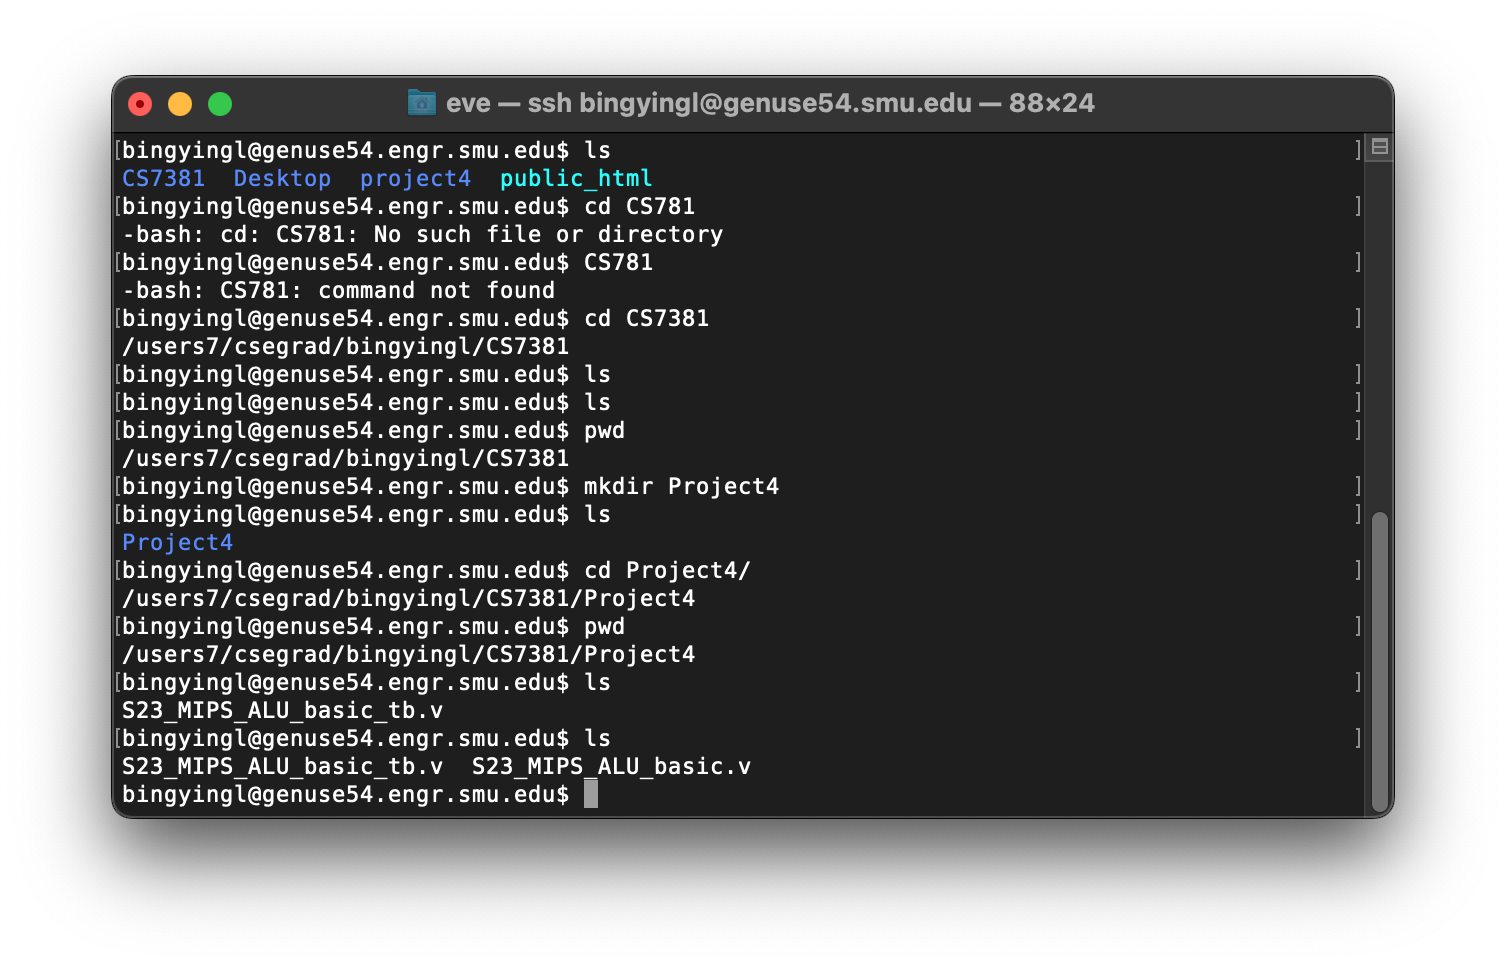 eve — ssh bingyingl@genuse54.smu.edu — 88×24
[bingyingl@genuse54.engr.smu.edu$ ls ]
CS7381  Desktop  project4  public_html
[bingyingl@genuse54.engr.smu.edu$ cd CS781 ]
-bash: cd: CS781: No such file or directory
[bingyingl@genuse54.engr.smu.edu$ CS781 ]
-bash: CS781: command not found
[bingyingl@genuse54.engr.smu.edu$ cd CS7381 ]
/users7/csegrad/bingyingl/CS7381
[bingyingl@genuse54.engr.smu.edu$ ls ]
[bingyingl@genuse54.engr.smu.edu$ ls ]
[bingyingl@genuse54.engr.smu.edu$ pwd ]
/users7/csegrad/bingyingl/CS7381
[bingyingl@genuse54.engr.smu.edu$ mkdir Project4 ]
[bingyingl@genuse54.engr.smu.edu$ ls ]
Project4
[bingyingl@genuse54.engr.smu.edu$ cd Project4/ ]
/users7/csegrad/bingyingl/CS7381/Project4
[bingyingl@genuse54.engr.smu.edu$ pwd ]
/users7/csegrad/bingyingl/CS7381/Project4
[bingyingl@genuse54.engr.smu.edu$ ls ]
S23_MIPS_ALU_basic_tb.v
[bingyingl@genuse54.engr.smu.edu$ ls ]
S23_MIPS_ALU_basic_tb.v  S23_MIPS_ALU_basic.v
bingyingl@genuse54.engr.smu.edu$